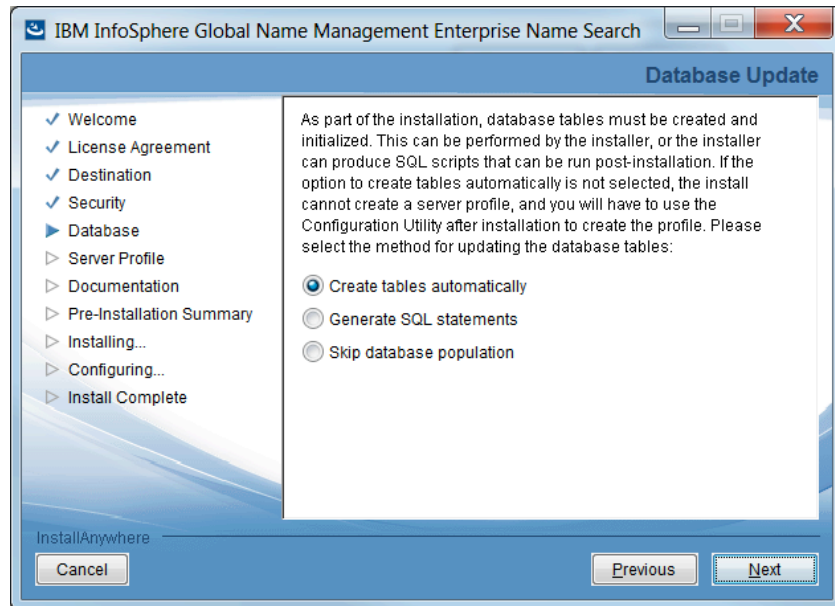 IBM InfoSphere Global Name Management Enterprise Name Search
Database Update
Welcome
License Agreement
Destination
Security
Database
Server Profile
Documentation
Pre-Installation Summary
Installing...
Configuring...
Install Complete
As part of the installation, database tables must be created and
initialized. This can be performed by the installer, or the installer
can produce SQL scripts that can be run post-installation. If the
option to create tables automatically is not selected, the install
cannot create a server profile, and you will have to use the
Configuration Utility after installation to create the profile. Please
select the method for updating the database tables:
Create tables automatically
Generate SQL statements
Skip database population
InstallAnywhere
Cancel
Previous
Next